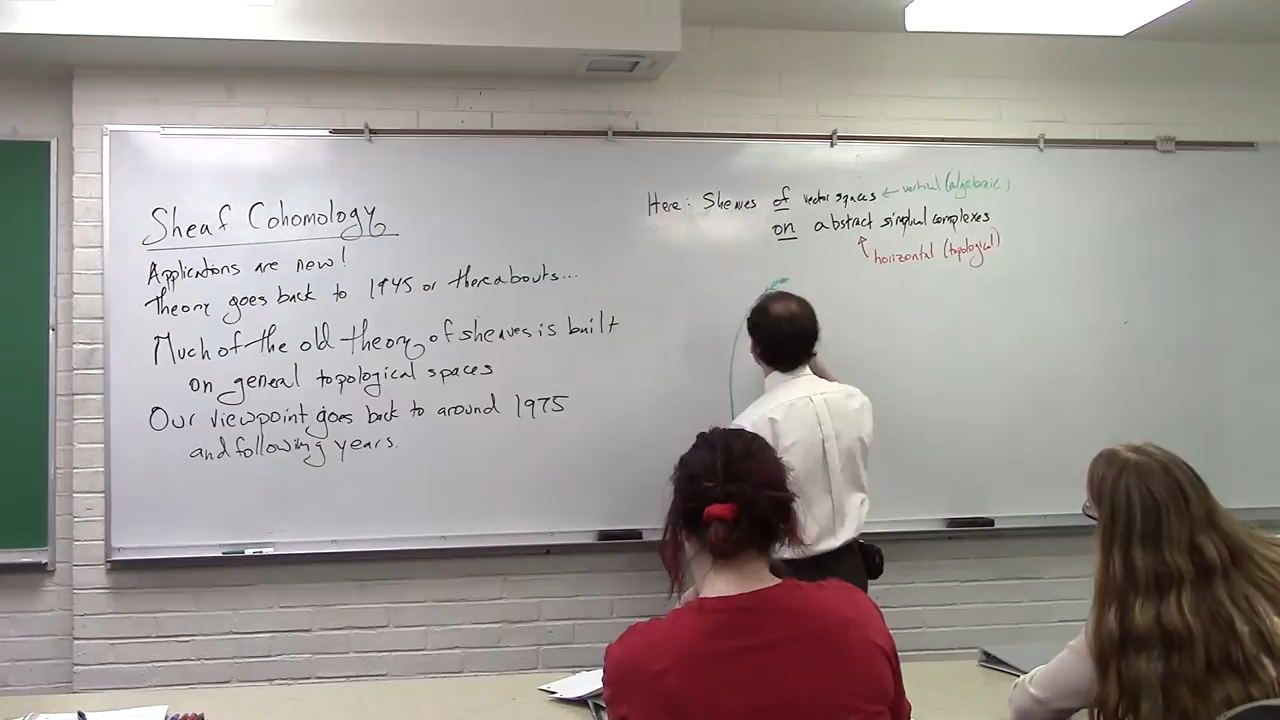 Sheaf Cohomology
Applications are new!
Theory goes back to 1945 or thereabouts...
Much of the old theory of sheaves is built
on general topological spaces
Our viewpoint goes back to around 1975
and following years.
Here: Sheaves of vector spaces ← vertical (algebraic)
on abstract simplicial complexes
horizontal (topological)